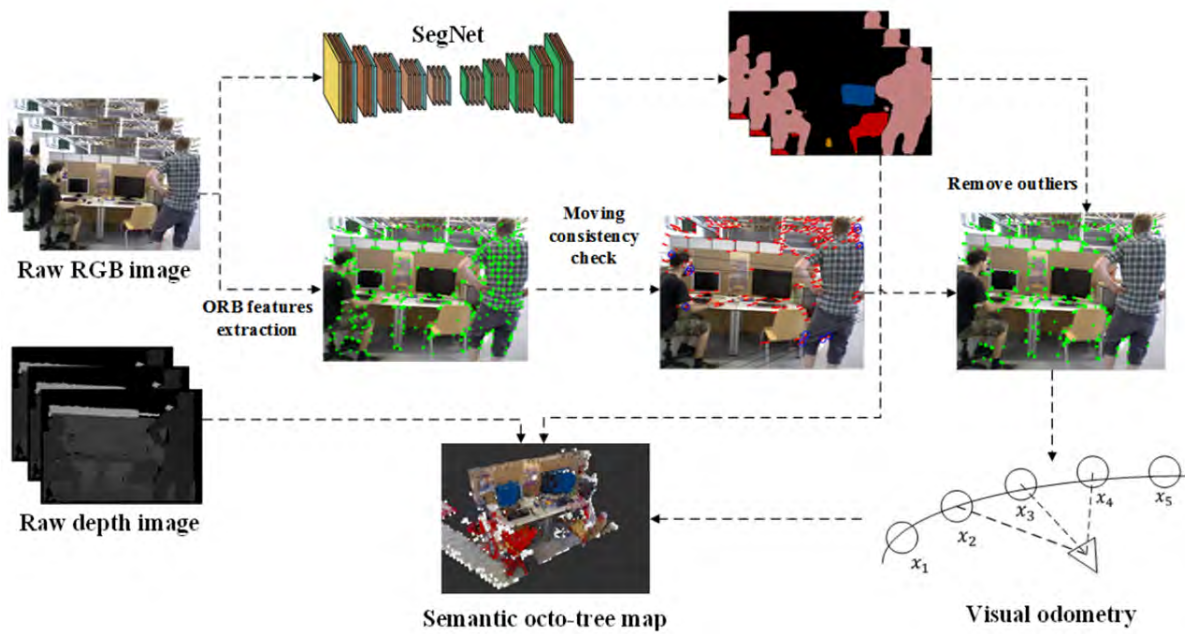 SegNet
Raw RGB image
ORB features
extraction
Moving
consistency
check
Remove outliers
Raw depth image
Semantic octo-tree map
x₁
x₂
x₃
x₄
x₅
Visual odometry